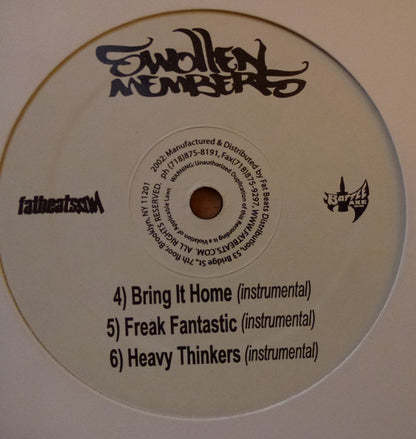 SWOLLEN
MEMBERS
2002: Manufactured & Distributed by Fat Beats Distribution, 53 Bridge St, 7th floor, Brooklyn, NY 11201
ph (718)875-8191, Fax(718)875-9297, WWW.FATBEATS.COM. ALL RIGHTS RESERVED.
WARNING: Unauthorized Duplication of this Recording is a Violation of Applicable Laws
fatbeats.com
Battle
AXE
4) Bring It Home (instrumental)
5) Freak Fantastic (instrumental)
6) Heavy Thinkers (instrumental)